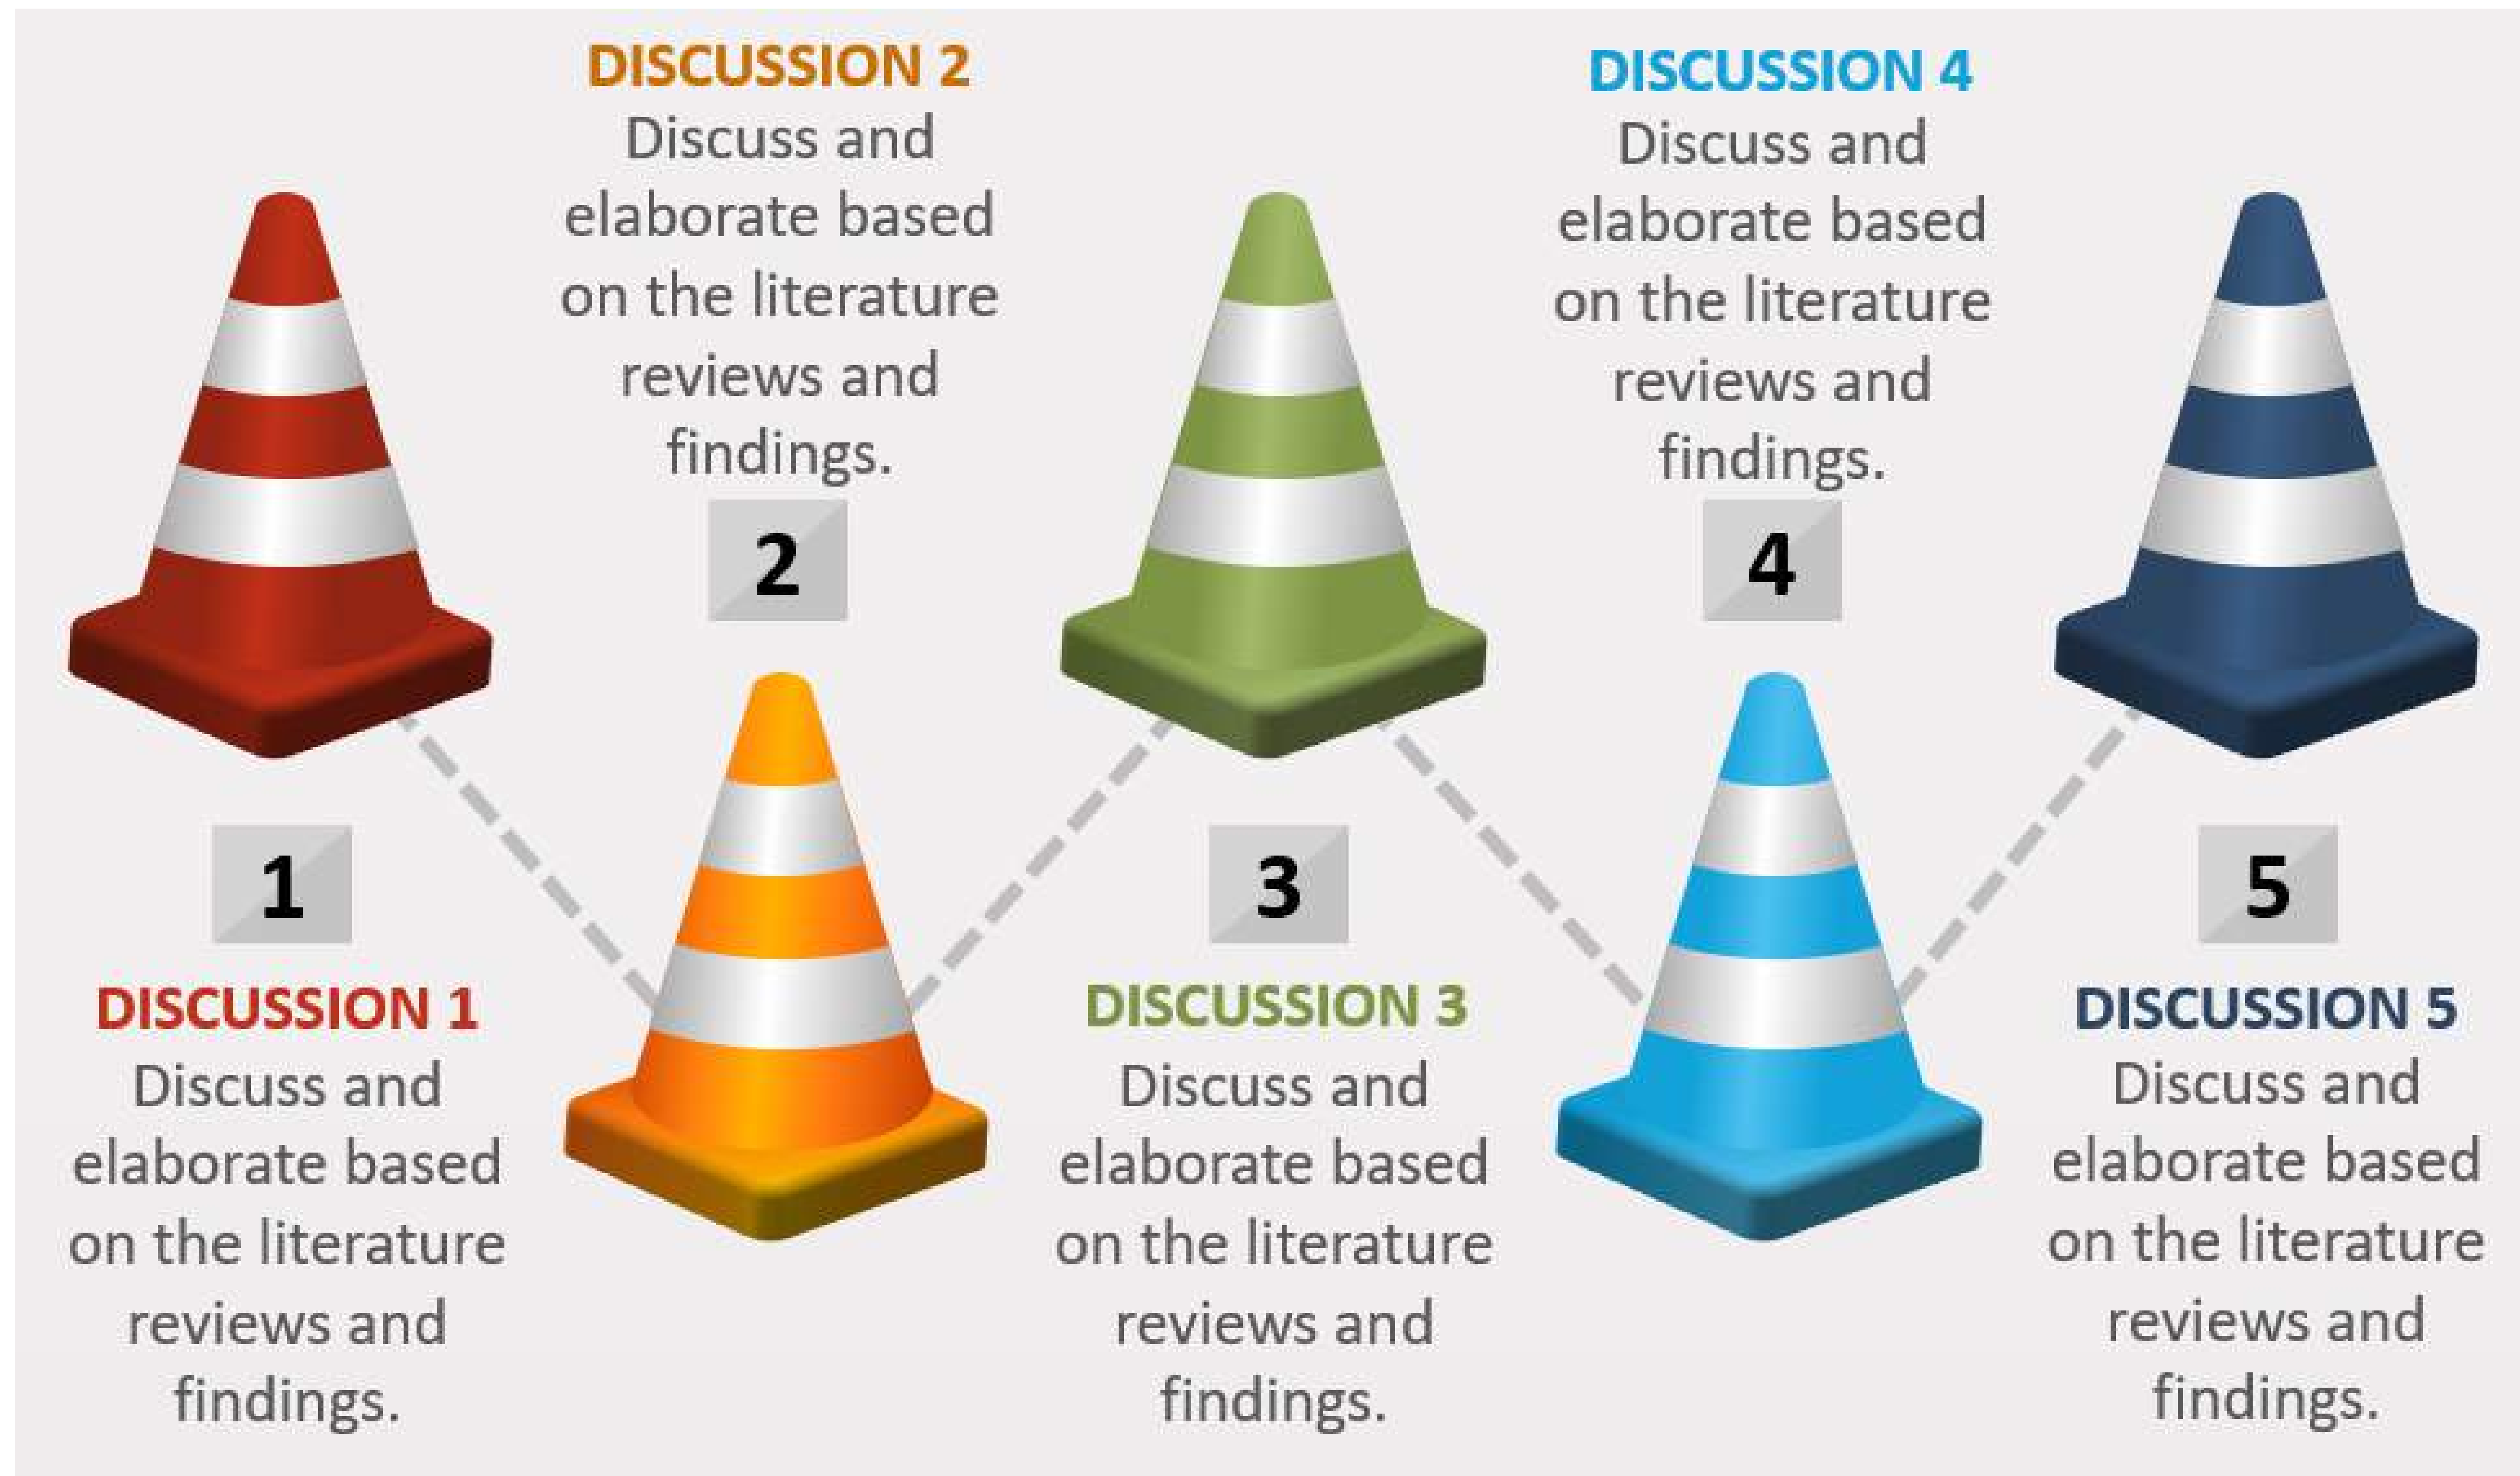 DISCUSSION 2
Discuss and
elaborate based
on the literature
reviews and
findings.
2
DISCUSSION 4
Discuss and
elaborate based
on the literature
reviews and
findings.
4
1
DISCUSSION 1
Discuss and
elaborate based
on the literature
reviews and
findings.
3
DISCUSSION 3
Discuss and
elaborate based
on the literature
reviews and
findings.
5
DISCUSSION 5
Discuss and
elaborate based
on the literature
reviews and
findings.